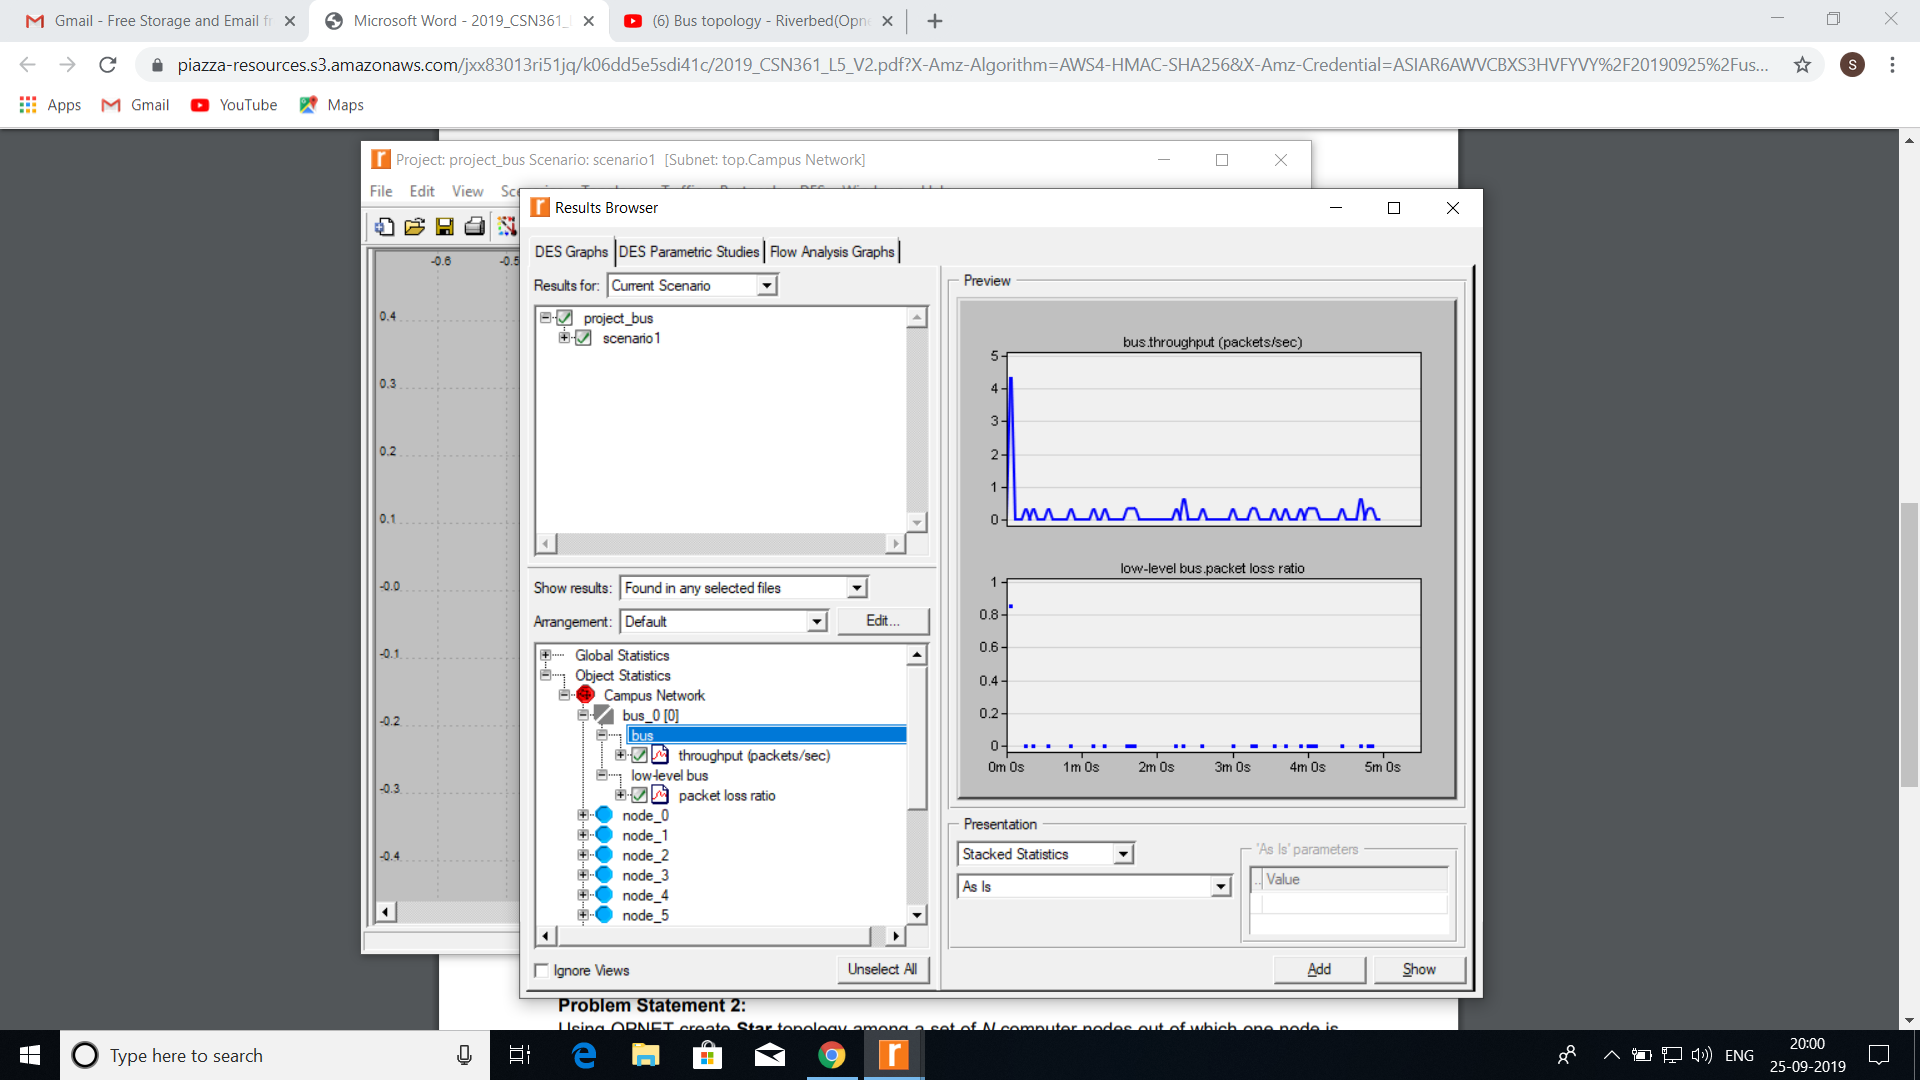 Gmail - Free Storage and Email f
Microsoft Word - 2019_CSN361_
(6) Bus topology - Riverbed(Opn
piazza-resources.s3.amazonaws.com/jxx83013ri51jq/k06dd5e5sdi41c/2019_CSN361_L5_V2.pdf?X-Amz-Algorithm=AWS4-HMAC-SHA256&X-Amz-Credential=ASIAR6AWVCBXS3HVFYVY%2F20190925%2Fus...
S
Apps Gmail YouTube Maps
Project: project_bus Scenario: scenario1 [Subnet: top.Campus Network]
File Edit View
Results Browser
-0.6 -0.5
0.4
0.3
0.2
0.1
-0.0
-0.1
-0.2
-0.3
-0.4
DES Graphs DES Parametric Studies Flow Analysis Graphs
Results for: Current Scenario
project_bus
scenario1
Show results: Found in any selected files
Arrangement: Default Edit...
Global Statistics
Object Statistics
Campus Network
bus_0 [0]
bus
throughput (packets/sec)
low-level bus
packet loss ratio
node_0
node_1
node_2
node_3
node_4
node_5
Ignore Views Unselect All
Preview
bus.throughput (packets/sec)
5
4
3
2
1
0
low-level bus.packet loss ratio
1
0.8
0.6
0.4
0.2
0
0m 0s 1m 0s 2m 0s 3m 0s 4m 0s 5m 0s
Presentation
Stacked Statistics
As Is
'As Is' parameters
... Value
Add Show
Problem Statement 2:
Using OPNET create Star topology among a set of N computer nodes out of which one node is
Type here to search
ENG
20:00
25-09-2019